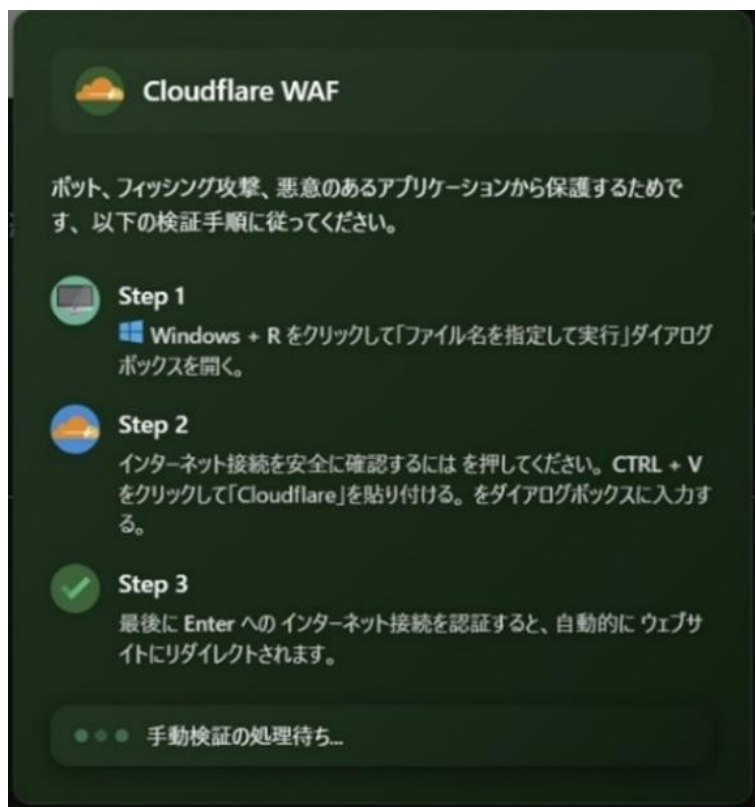 Cloudflare WAF
ボット、フィッシング攻撃、悪意のあるアプリケーションから保護するためで
す、以下の検証手順に従ってください。
Step 1
Windows + R をクリックして「ファイル名を指定して実行」ダイアログ
ボックスを開く。
Step 2
インターネット接続を安全に確認するには を押してください。CTRL + V
をクリックして「Cloudflare」を貼り付ける。をダイアログボックスに入力す
る。
Step 3
最後に Enter への インターネット接続を認証すると、自動的に ウェブサ
イトにリダイレクトされます。
手動検証の処理待ち...